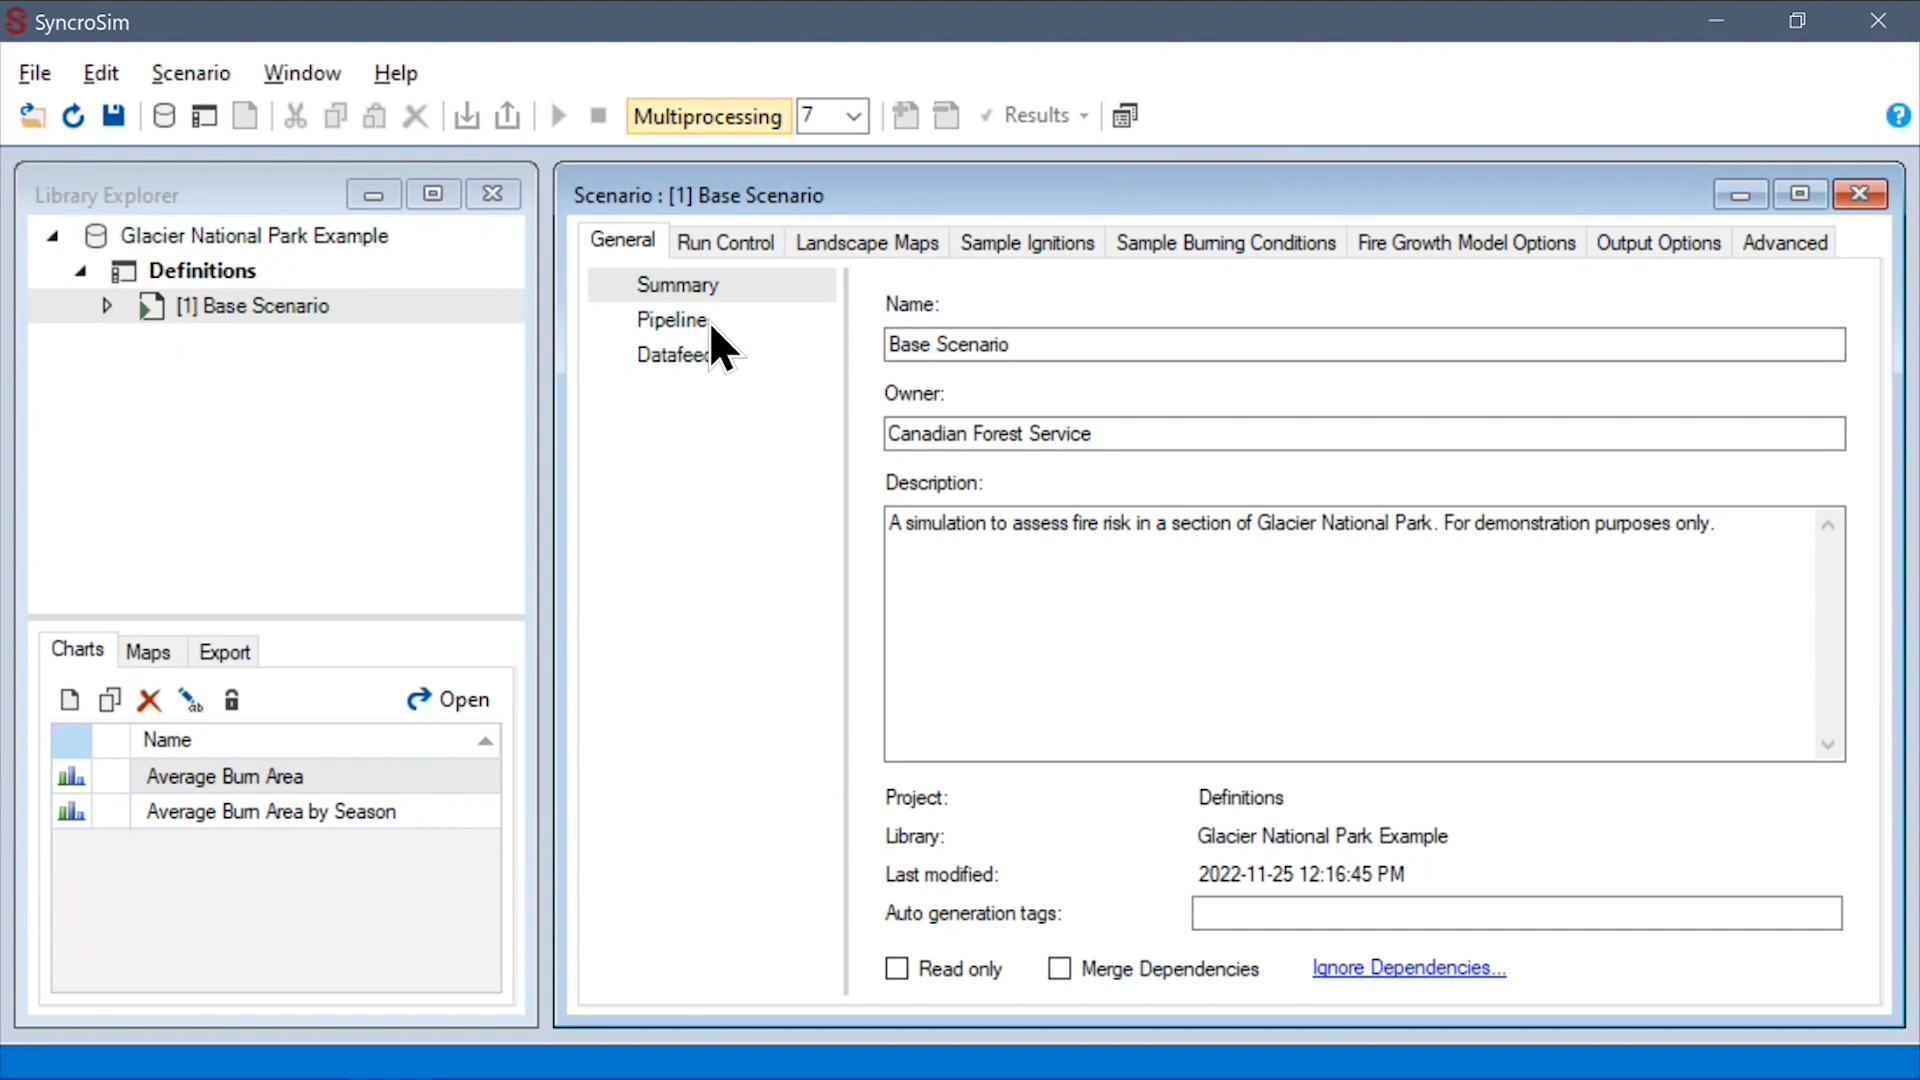 SyncroSim
File Edit Scenario Window Help
Multiprocessing 7 Results
Library Explorer
Glacier National Park Example
Definitions
[1] Base Scenario
Charts Maps Export
Open
Name
Average Burn Area
Average Burn Area by Season
Scenario : [1] Base Scenario
General Run Control Landscape Maps Sample Ignitions Sample Burning Conditions Fire Growth Model Options Output Options Advanced
Summary
Pipeline
Name:
Base Scenario
Owner:
Canadian Forest Service
Description:
A simulation to assess fire risk in a section of Glacier National Park. For demonstration purposes only.
Project: Definitions
Library: Glacier National Park Example
Last modified: 2022-11-25 12:16:45 PM
Auto generation tags:
Read only Merge Dependencies Ignore Dependencies...